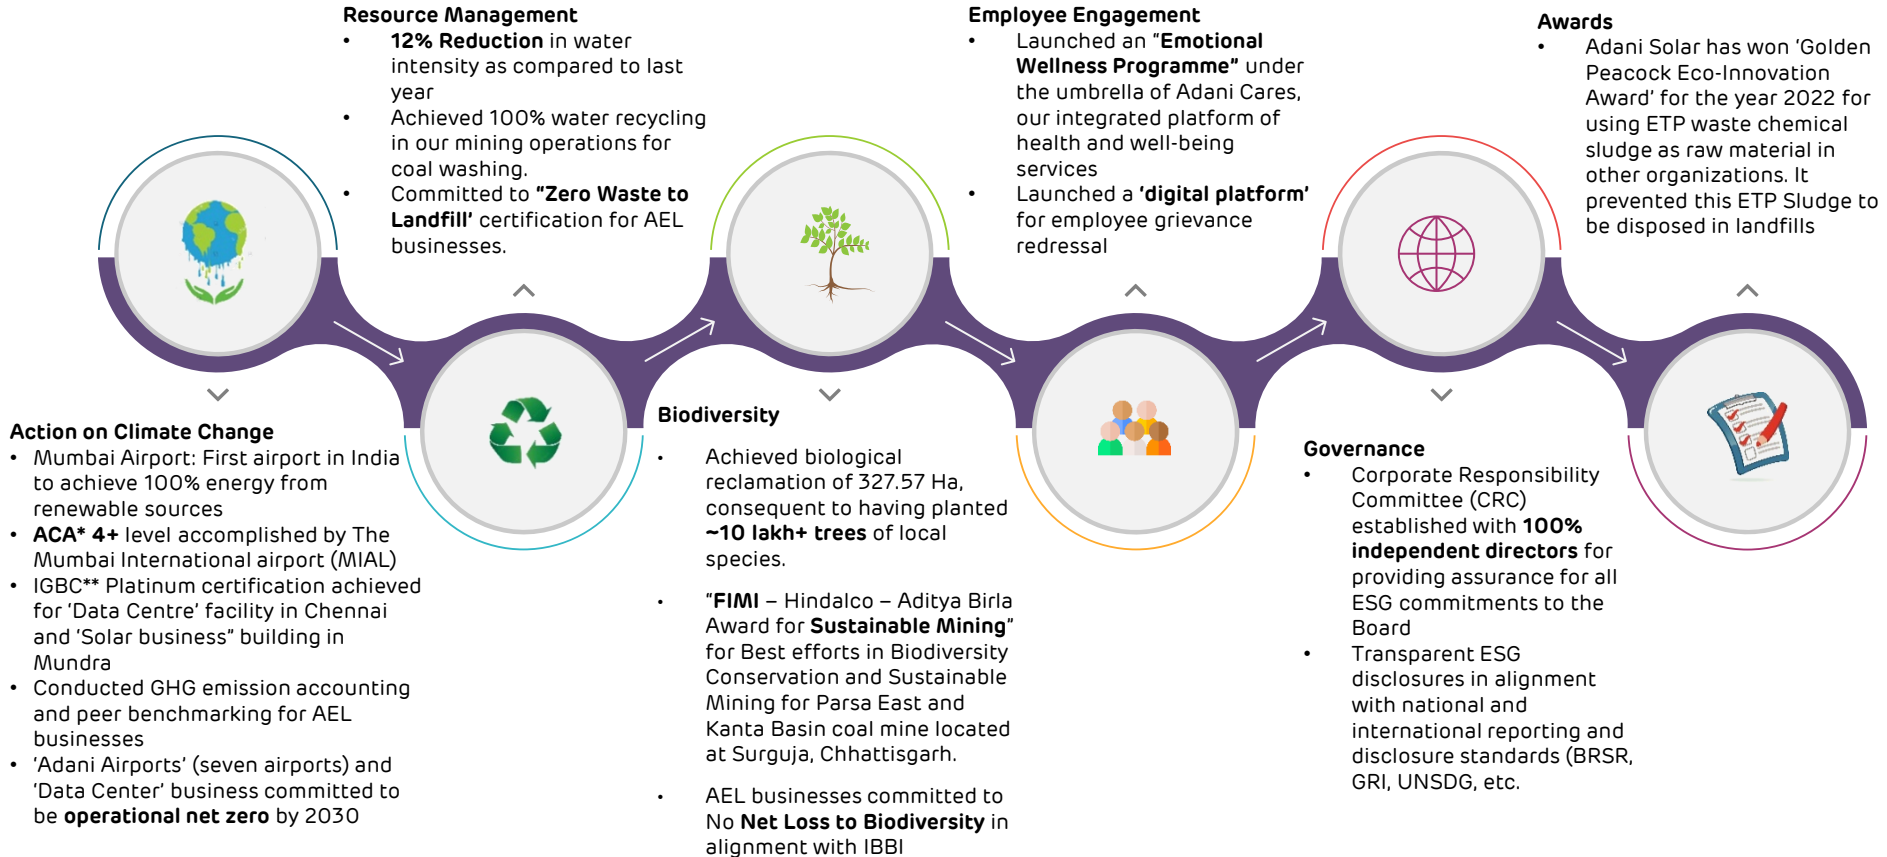 Resource Management
• 12% Reduction in water
intensity as compared to last
year
• Achieved 100% water recycling
in our mining operations for
coal washing.
• Committed to “Zero Waste to
Landfill’ certification for AEL
businesses.
Employee Engagement
• Launched an “Emotional
Wellness Programme” under
the umbrella of Adani Cares,
our integrated platform of
health and well-being
services
• Launched a ‘digital platform’
for employee grievance
redressal
Awards
• Adani Solar has won ‘Golden
Peacock Eco-Innovation
Award’ for the year 2022 for
using ETP waste chemical
sludge as raw material in
other organizations. It
prevented this ETP Sludge to
be disposed in landfills
Action on Climate Change
• Mumbai Airport: First airport in India
to achieve 100% energy from
renewable sources
• ACA* 4+ level accomplished by The
Mumbai International airport (MIAL)
• IGBC** Platinum certification achieved
for ‘Data Centre’ facility in Chennai
and ‘Solar business” building in
Mundra
• Conducted GHG emission accounting
and peer benchmarking for AEL
businesses
• ‘Adani Airports’ (seven airports) and
‘Data Center’ business committed to
be operational net zero by 2030
Biodiversity
• Achieved biological
reclamation of 327.57 Ha,
consequent to having planted
~10 lakh+ trees of local
species.
• “FIMI – Hindalco – Aditya Birla
Award for Sustainable Mining”
for Best efforts in Biodiversity
Conservation and Sustainable
Mining for Parsa East and
Kanta Basin coal mine located
at Surguja, Chhattisgarh.
• AEL businesses committed to
No Net Loss to Biodiversity in
alignment with IBBI
Governance
• Corporate Responsibility
Committee (CRC)
established with 100%
independent directors for
providing assurance for all
ESG commitments to the
Board
• Transparent ESG
disclosures in alignment
with national and
international reporting and
disclosure standards (BRSR,
GRI, UNSDG, etc.